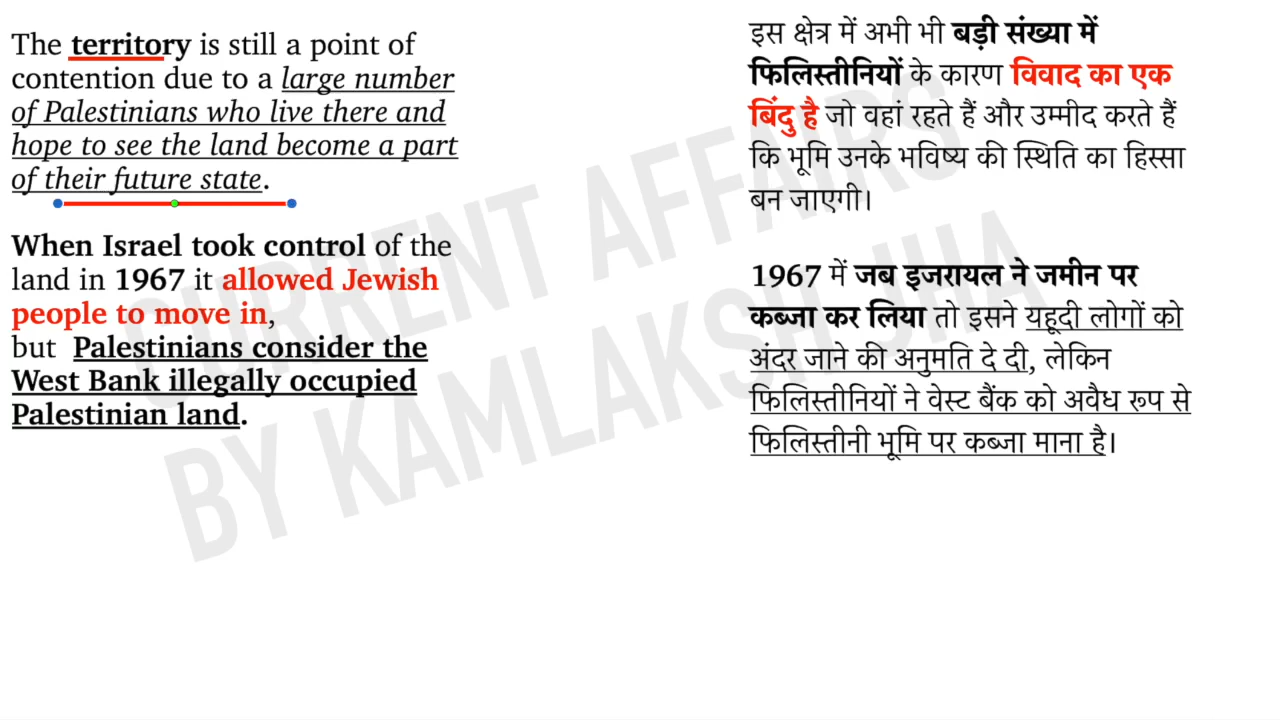 The territory is still a point of
contention due to a large number
of Palestinians who live there and
hope to see the land become a part
of their future state.
When Israel took control of the
land in 1967 it allowed Jewish
people to move in,
but Palestinians consider the
West Bank illegally occupied
Palestinian land.
इस क्षेत्र में अभी भी बड़ी संख्या में
फिलिस्तीनियों के कारण विवाद का एक
बिंदु है जो वहां रहते हैं और उम्मीद करते हैं
कि भूमि उनके भविष्य की स्थिति का हिस्सा
बन जाएगी।
1967 में जब इजरायल ने जमीन पर
कब्जा कर लिया तो इसने यहूदी लोगों को
अंदर जाने की अनुमति दे दी, लेकिन
फिलिस्तीनियों ने वेस्ट बैंक को अवैध रूप से
फिलिस्तीनी भूमि पर कब्जा माना है।
CURRENT AFFAIRS
BY KAMLAKSH JHA